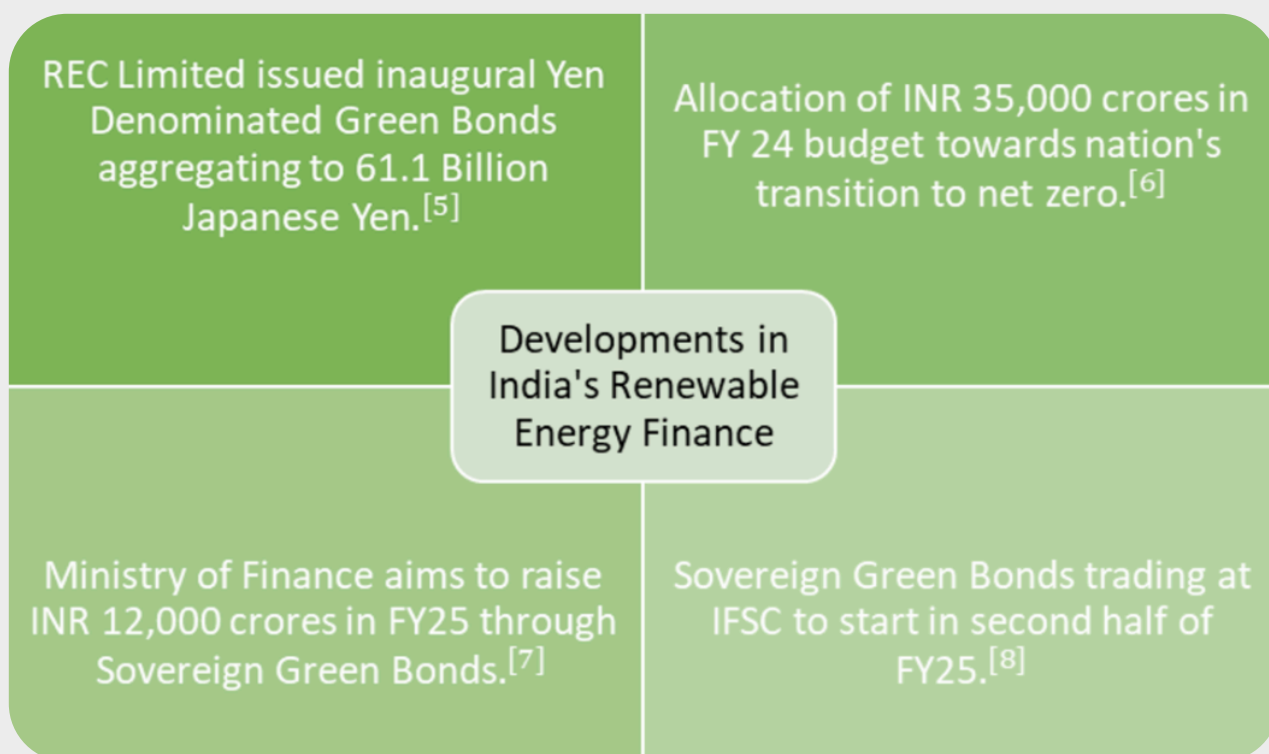 REC Limited issued inaugural Yen
Denominated Green Bonds
aggregating to 61.1 Billion
Japanese Yen.[5]
Allocation of INR 35,000 crores in
FY 24 budget towards nation's
transition to net zero.[6]
Developments in
India's Renewable
Energy Finance
Ministry of Finance aims to raise
INR 12,000 crores in FY25 through
Sovereign Green Bonds.[7]
Sovereign Green Bonds trading at
IFSC to start in second half of
FY25.[8]